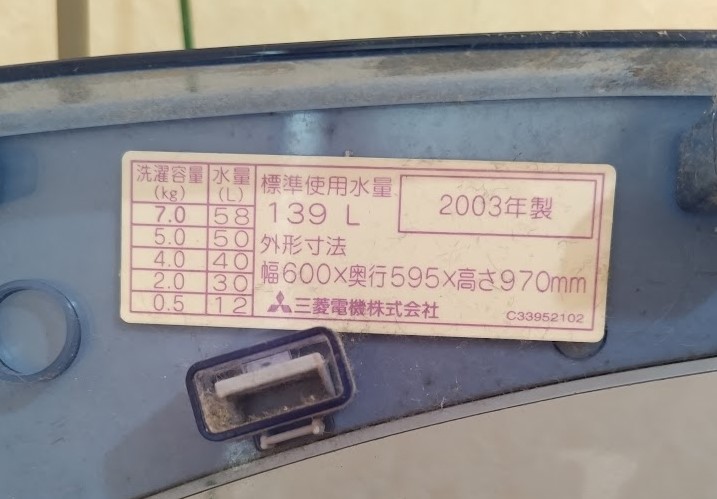 洗濯容量(kg) 水量(L)
7.0 58
5.0 50
4.0 40
2.0 30
0.5 12
標準使用水量
139 L
2003年製
外形寸法
幅600×奥行595×高さ970mm
三菱電機株式会社
C33952102